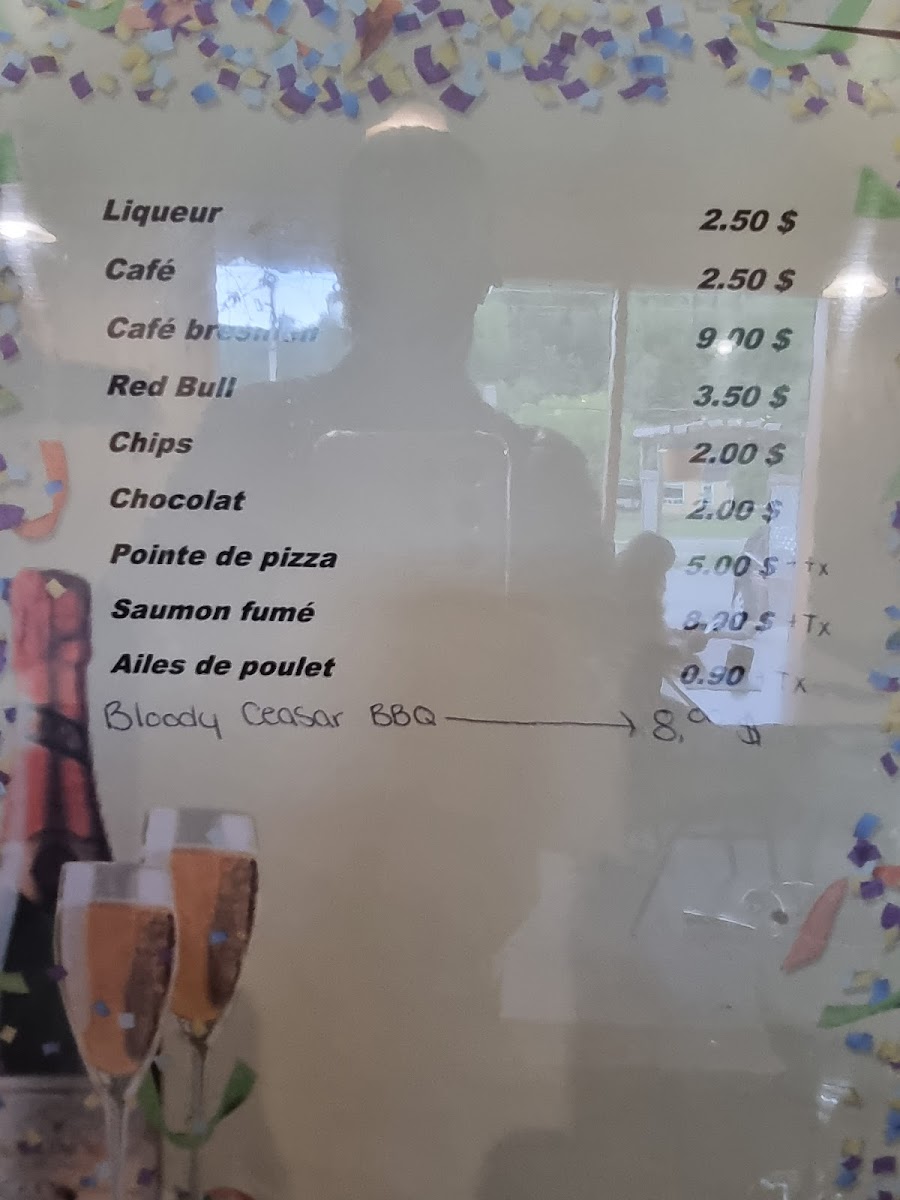 Liqueur 2.50 $
Café 2.50 $
Café brésilien 9.00 $
Red Bull 3.50 $
Chips 2.00 $
Chocolat 2.00 $
Pointe de pizza 5.00 $ + Tx
Saumon fumé $ + Tx
Ailes de poulet 0.90 Tx
Bloody Ceasar BBQ → $